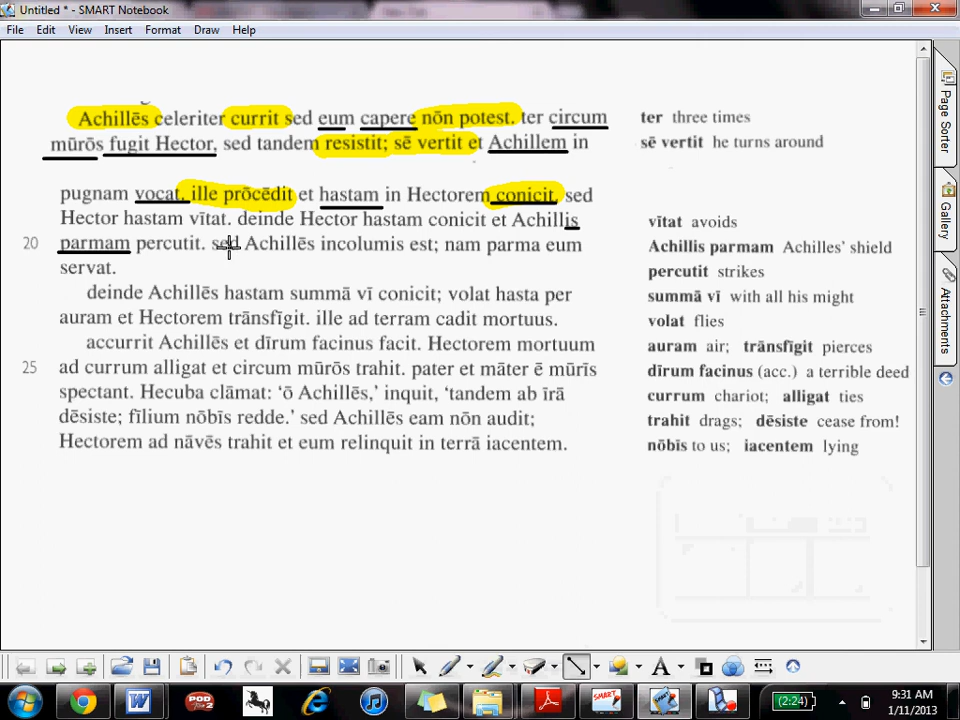 Untitled * - SMART Notebook
File Edit View Insert Format Draw Help
Achillēs celeriter currit sed eum capere nōn potest. ter circum
mūrōs fugit Hector, sed tandem resistit; sē vertit et Achillem in
pugnam vocat. ille prōcēdit et hastam in Hectorem conicit, sed
Hector hastam vītat. deinde Hector hastam conicit et Achillis
20 parmam percutit. sed Achillēs incolumis est; nam parma eum
servat.
deinde Achillēs hastam summā vī conicit; volat hasta per
auram et Hectorem trānsfīgit. ille ad terram cadit mortuus.
accurrit Achillēs et dīrum facinus facit. Hectorem mortuum
25 ad currum alligat et circum mūrōs trahit. pater et māter ē mūrīs
spectant. Hecuba clāmat: 'ō Achillēs,' inquit, 'tandem ab īrā
dēsiste; fīlium nōbīs redde.' sed Achillēs eam nōn audit;
Hectorem ad nāvēs trahit et eum relinquit in terrā iacentem.
ter three times
sē vertit he turns around
vītat avoids
Achillis parmam Achilles' shield
percutit strikes
summā vī with all his might
volat flies
auram air; trānsfīgit pierces
dīrum facinus (acc.) a terrible deed
currum chariot; alligat ties
trahit drags; dēsiste cease from!
nōbīs to us; iacentem lying
Page Sorter
Gallery
Attachments
A
W
POD
SMART
(2:24)
9:31 AM
1/11/2013